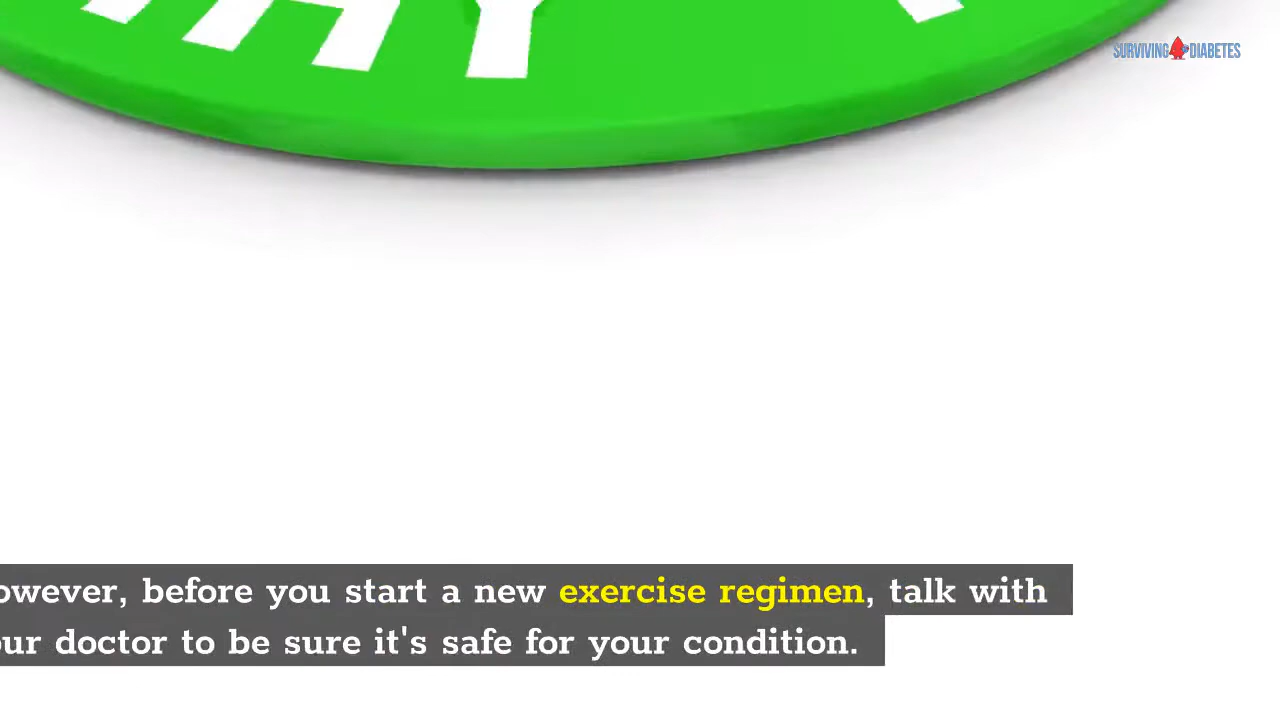 SURVIVING DIABETES
owever, before you start a new exercise regimen, talk with
our doctor to be sure it's safe for your condition.